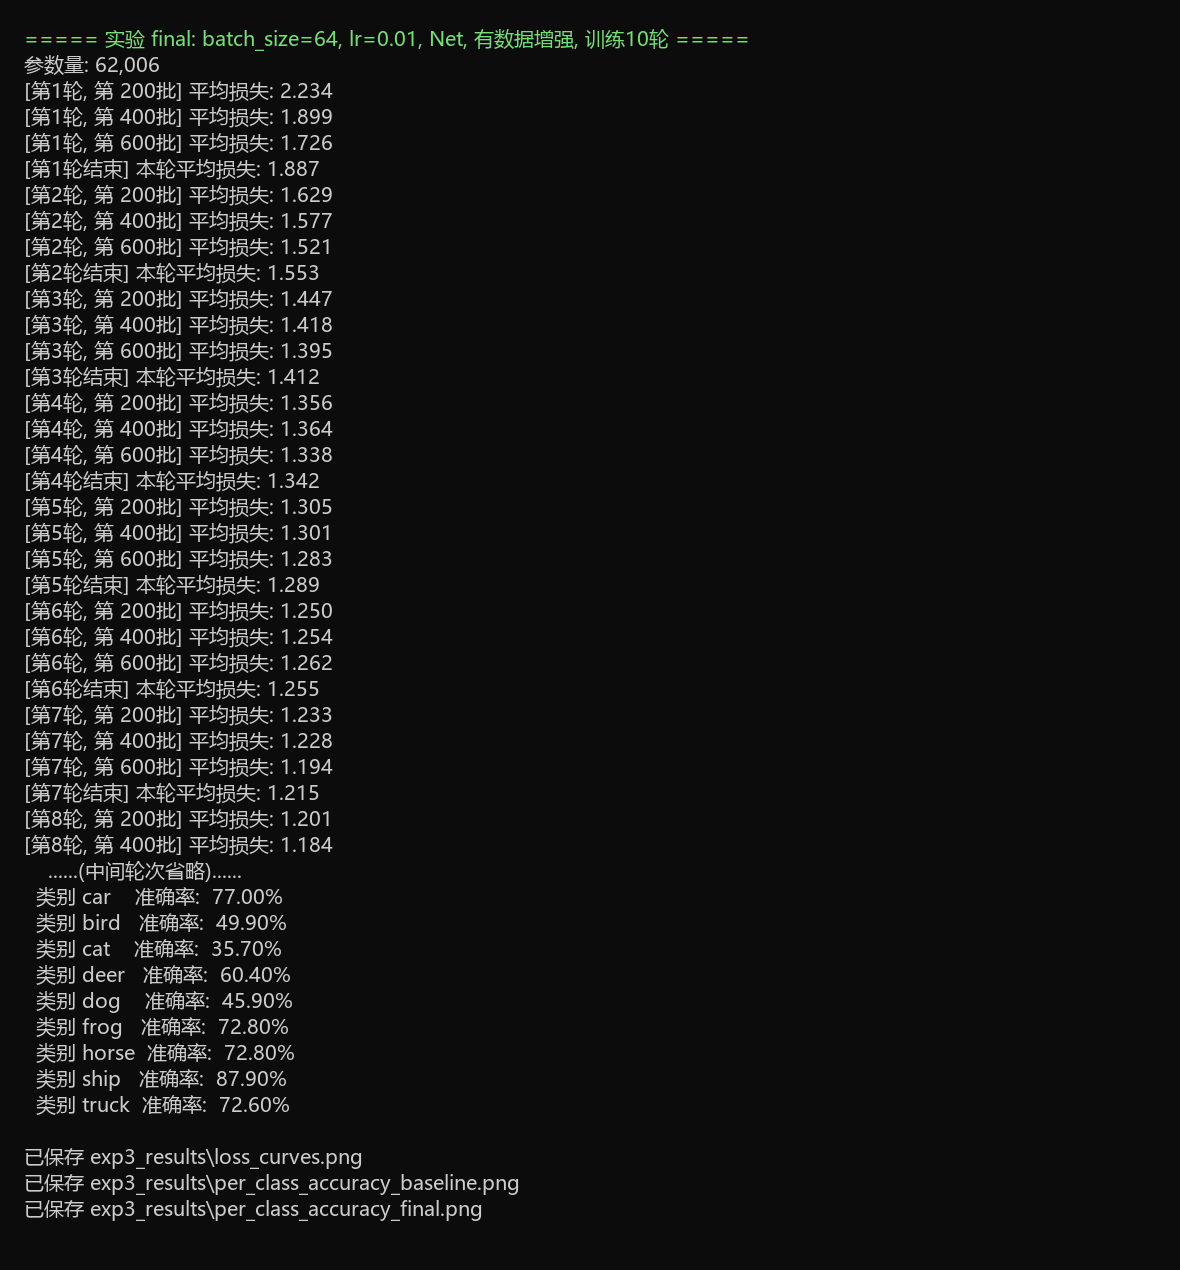 ===== 实验 final: batch_size=64, lr=0.01, Net, 有数据增强, 训练10轮 =====
参数量: 62,006
[第1轮, 第 200批] 平均损失: 2.234
[第1轮, 第 400批] 平均损失: 1.899
[第1轮, 第 600批] 平均损失: 1.726
[第1轮结束] 本轮平均损失: 1.887
[第2轮, 第 200批] 平均损失: 1.629
[第2轮, 第 400批] 平均损失: 1.577
[第2轮, 第 600批] 平均损失: 1.521
[第2轮结束] 本轮平均损失: 1.553
[第3轮, 第 200批] 平均损失: 1.447
[第3轮, 第 400批] 平均损失: 1.418
[第3轮, 第 600批] 平均损失: 1.395
[第3轮结束] 本轮平均损失: 1.412
[第4轮, 第 200批] 平均损失: 1.356
[第4轮, 第 400批] 平均损失: 1.364
[第4轮, 第 600批] 平均损失: 1.338
[第4轮结束] 本轮平均损失: 1.342
[第5轮, 第 200批] 平均损失: 1.305
[第5轮, 第 400批] 平均损失: 1.301
[第5轮, 第 600批] 平均损失: 1.283
[第5轮结束] 本轮平均损失: 1.289
[第6轮, 第 200批] 平均损失: 1.250
[第6轮, 第 400批] 平均损失: 1.254
[第6轮, 第 600批] 平均损失: 1.262
[第6轮结束] 本轮平均损失: 1.255
[第7轮, 第 200批] 平均损失: 1.233
[第7轮, 第 400批] 平均损失: 1.228
[第7轮, 第 600批] 平均损失: 1.194
[第7轮结束] 本轮平均损失: 1.215
[第8轮, 第 200批] 平均损失: 1.201
[第8轮, 第 400批] 平均损失: 1.184
......(中间轮次省略)......
类别 car 准确率: 77.00%
类别 bird 准确率: 49.90%
类别 cat 准确率: 35.70%
类别 deer 准确率: 60.40%
类别 dog 准确率: 45.90%
类别 frog 准确率: 72.80%
类别 horse 准确率: 72.80%
类别 ship 准确率: 87.90%
类别 truck 准确率: 72.60%
已保存 exp3_results\loss_curves.png
已保存 exp3_results\per_class_accuracy_baseline.png
已保存 exp3_results\per_class_accuracy_final.png